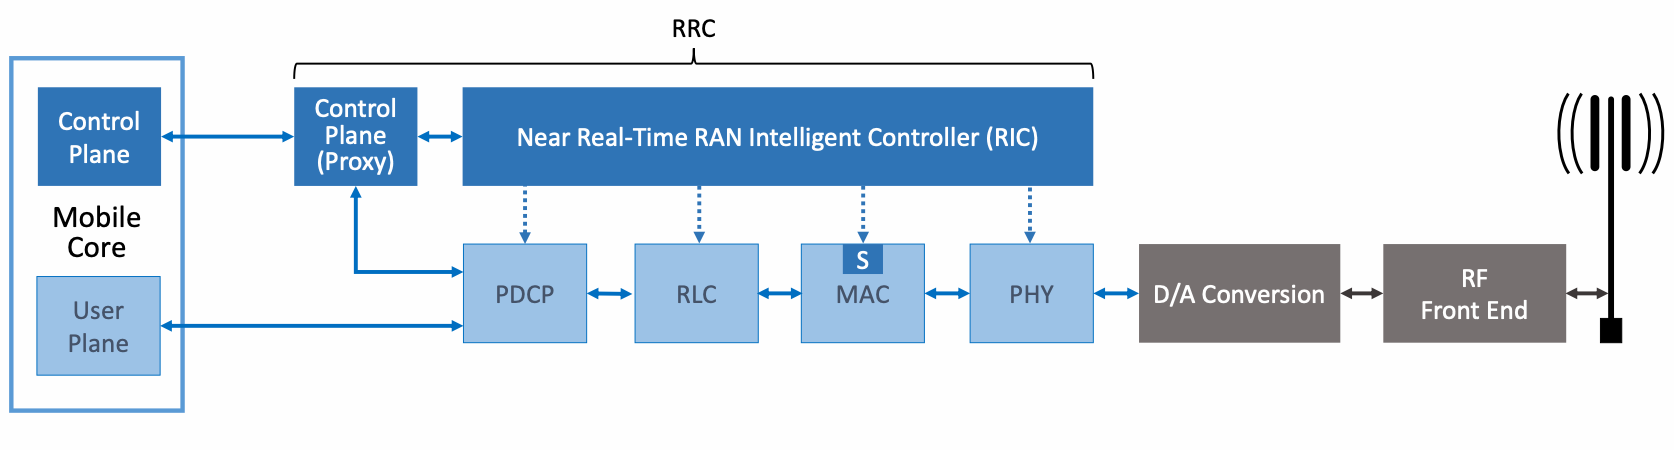 RRC
Control
Plane
Mobile
Core
User
Plane
Control
Plane
(Proxy)
Near Real-Time RAN Intelligent Controller (RIC)
PDCP
RLC
S
MAC
PHY
D/A Conversion
RF
Front End